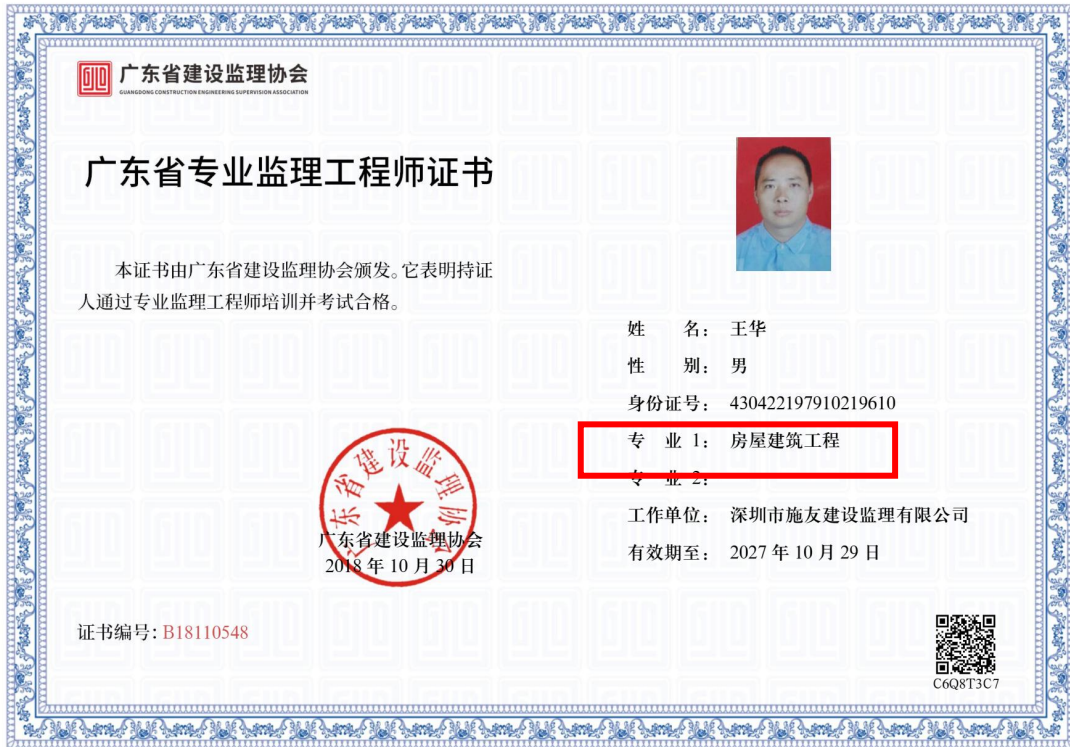 广东省建设监理协会
GUANGDONG CONSTRUCTION ENGINEERING SUPERVISION ASSOCIATION
广东省专业监理工程师证书
本证书由广东省建设监理协会颁发。它表明持证
人通过专业监理工程师培训并考试合格。
姓 名： 王华
性 别： 男
身份证号： 430422197910219610
专 业 1： 房屋建筑工程
专 业 2：
工作单位： 深圳市施友建设监理有限公司
有效期至： 2027 年 10 月 29 日
广东省建设监理协会
广东省建设监理协会
2018 年 10 月 30 日
证书编号：B18110548
C6Q8T3C7